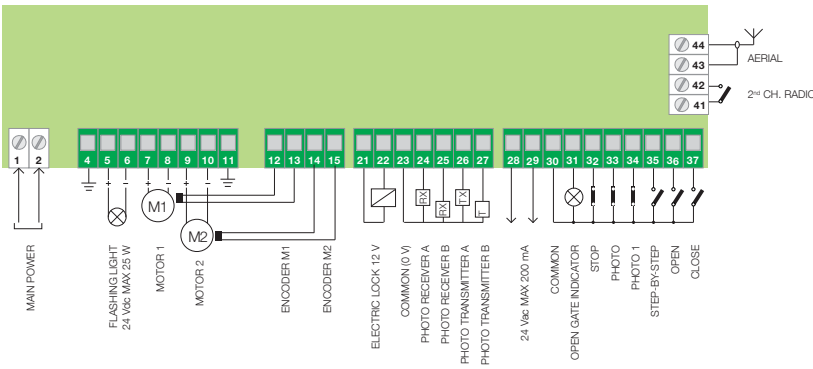 44
43
AERIAL
42
41
2nd CH. RADIO
1 2
4 5 6 7 8 9 10 11
12 13 14 15
21 22 23 24 25 26 27
28 29 30 31 32 33 34 35 36 37
+ - + - + -
M1
M2
RX
RX
TX
T
MAIN POWER
FLASHING LIGHT
24 Vdc MAX 25 W
MOTOR 1
MOTOR 2
ENCODER M1
ENCODER M2
ELECTRIC LOCK 12 V
COMMON (0 V)
PHOTO RECEIVER A
PHOTO RECEIVER B
PHOTO TRANSMITTER A
PHOTO TRANSMITTER B
24 Vac MAX 200 mA
COMMON
OPEN GATE INDICATOR
STOP
PHOTO
PHOTO 1
STEP-BY-STEP
OPEN
CLOSE